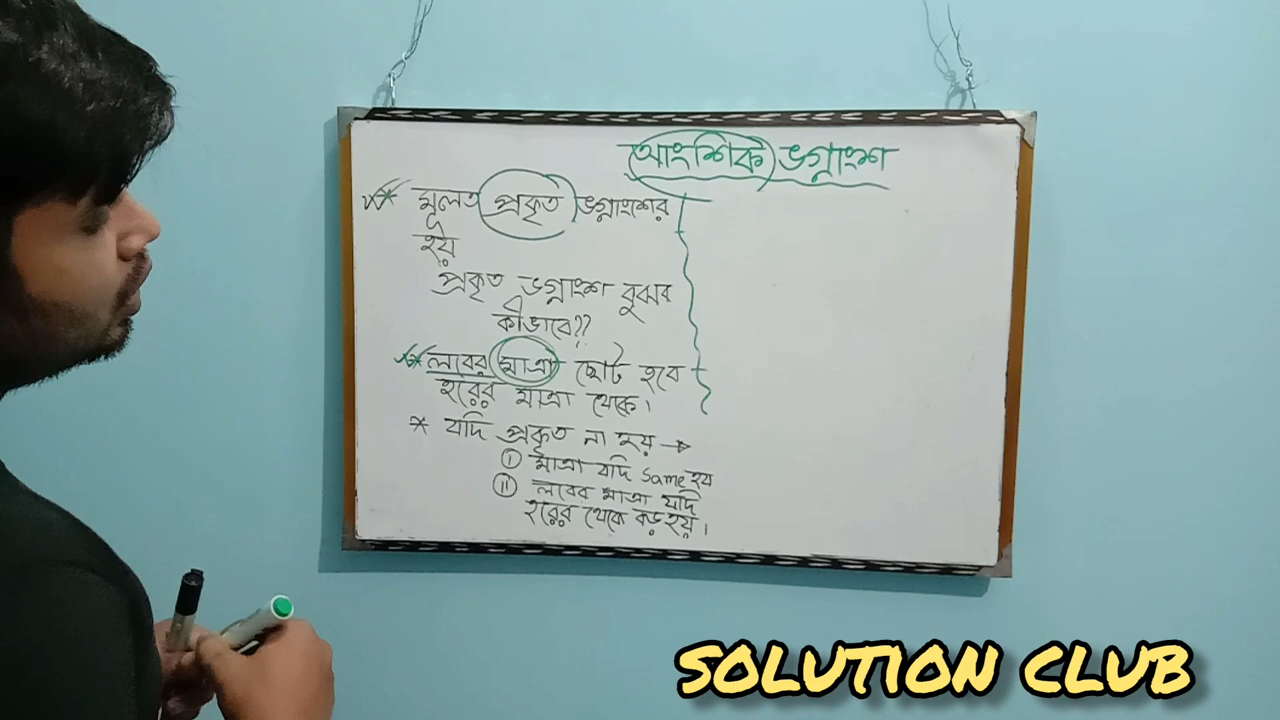 আংশিক ভগ্নাংশ
* মূলত প্রকৃত ভগ্নাংশের
হয়
প্রকৃত ভগ্নাংশ বুঝব
কীভাবে??
* লবের মাত্রা ছোট হবে
হরের মাত্রা থেকে।
* যদি প্রকৃত না হয় →
① মাত্রা যদি Same হয়
② লবের মাত্রা যদি
হরের থেকে বড় হয়।
SOLUTION CLUB